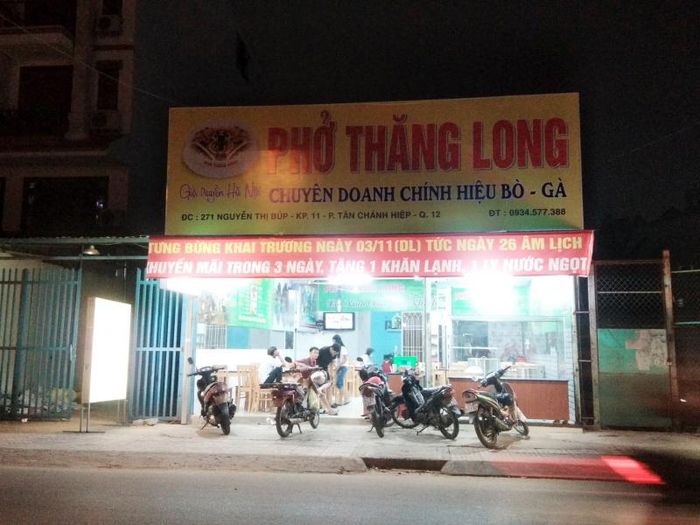 PHỞ THĂNG LONG
Gia truyền Hà Nội
CHUYÊN DOANH CHÍNH HIỆU BÒ - GÀ
ĐC : 271 NGUYỄN THỊ BÚP - KP. 11 - P. TÂN CHÁNH HIỆP - Q. 12 ĐT : 0934.577.388
TƯNG BỪNG KHAI TRƯƠNG NGÀY 03/11(DL) TỨC NGÀY 26 ÂM LỊCH
KHUYẾN MÃI TRONG 3 NGÀY, TẶNG 1 KHĂN LẠNH, 1 LY NƯỚC NGỌT